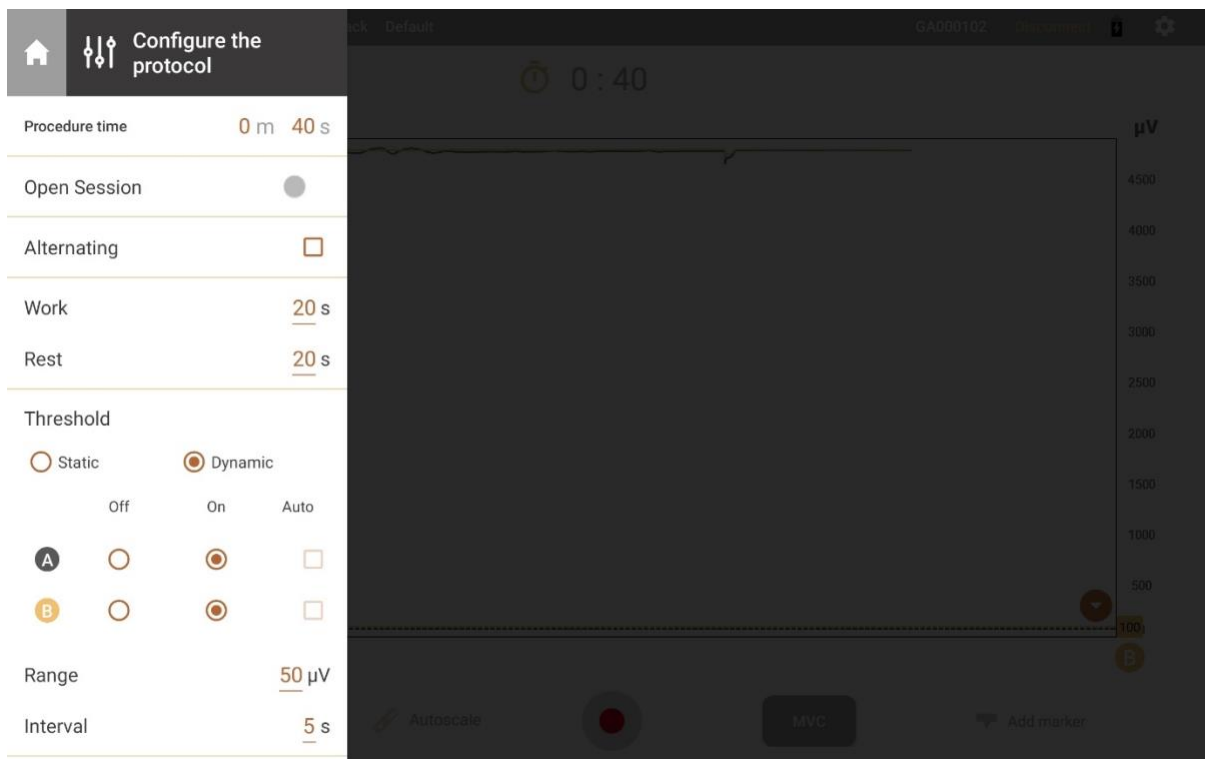 Configure the
protocol
ck Default
GA000102
Disconnect
0 : 40
Procedure time 0 m 40 s
Open Session
Alternating
Work 20 s
Rest 20 s
Threshold
Static Dynamic
Off On Auto
A
B
Range 50 µV
Interval 5 s
µV
4500
4000
3500
3000
2500
2000
1500
1000
500
100
B
Autoscale
MVC
Add marker